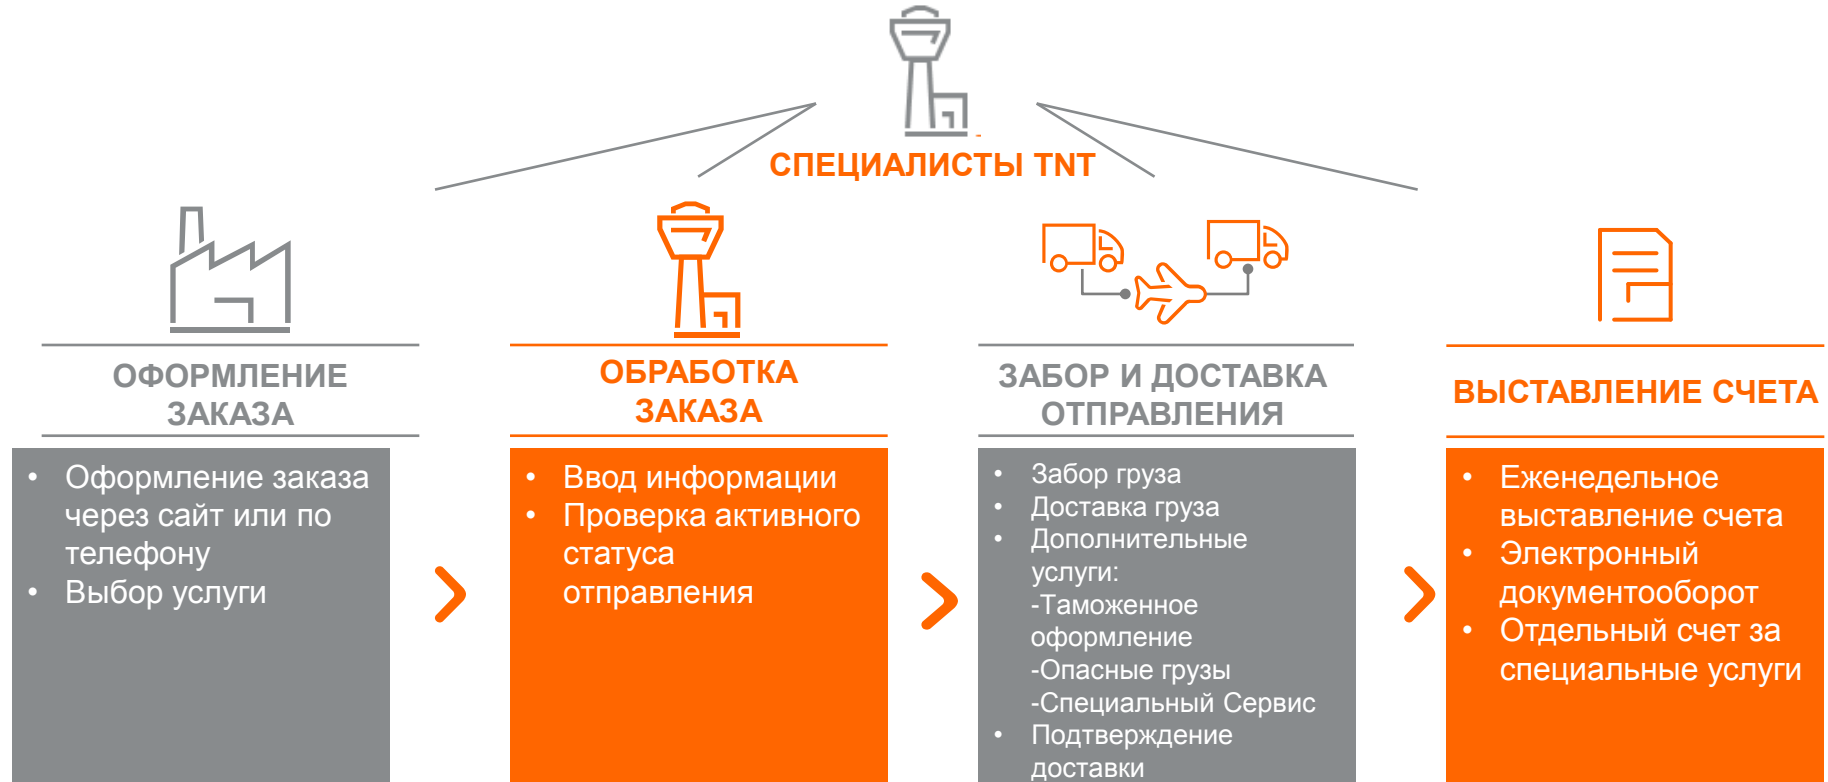 СПЕЦИАЛИСТЫ TNT
ОФОРМЛЕНИЕ
ЗАКАЗА
• Оформление заказа
через сайт или по
телефону
• Выбор услуги
ОБРАБОТКА
ЗАКАЗА
• Ввод информации
• Проверка активного
статуса
отправления
ЗАБОР И ДОСТАВКА
ОТПРАВЛЕНИЯ
• Забор груза
• Доставка груза
• Дополнительные
услуги:
-Таможенное
оформление
-Опасные грузы
-Специальный Сервис
• Подтверждение
доставки
ВЫСТАВЛЕНИЕ СЧЕТА
• Еженедельное
выставление счета
• Электронный
документооборот
• Отдельный счет за
специальные услуги